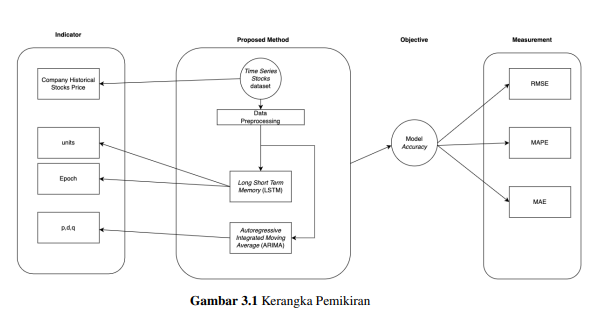 Indicator
Proposed Method
Objective
Measurement
Company Historical
Stocks Price
Time Series
Stocks
dataset
Data
Preprocessing
units
Epoch
p,d,q
Long Short Term
Memory (LSTM)
Autoregressive
Integrated Moving
Average (ARIMA)
Model
Accuracy
RMSE
MAPE
MAE
Gambar 3.1 Kerangka Pemikiran